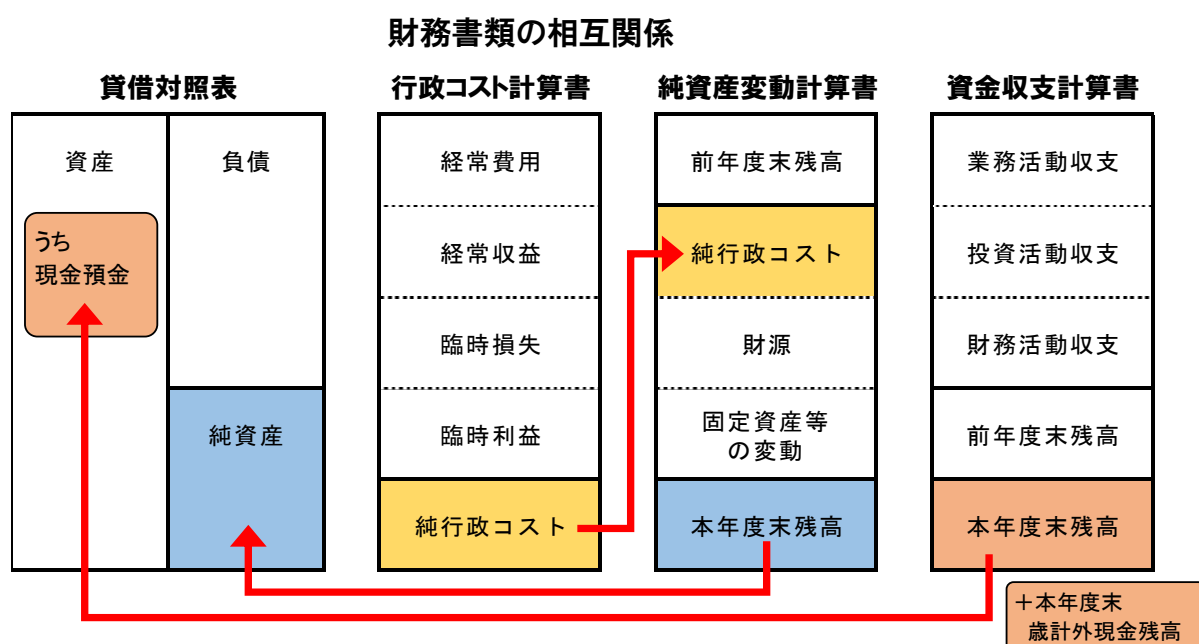 財務書類の相互関係
貸借対照表
資産
負債
うち
現金預金
純資産
行政コスト計算書
経常費用
経常収益
臨時損失
臨時利益
純行政コスト
純資産変動計算書
前年度末残高
純行政コスト
財源
固定資産等
の変動
本年度末残高
資金収支計算書
業務活動収支
投資活動収支
財務活動収支
前年度末残高
本年度末残高
＋本年度末
歳計外現金残高